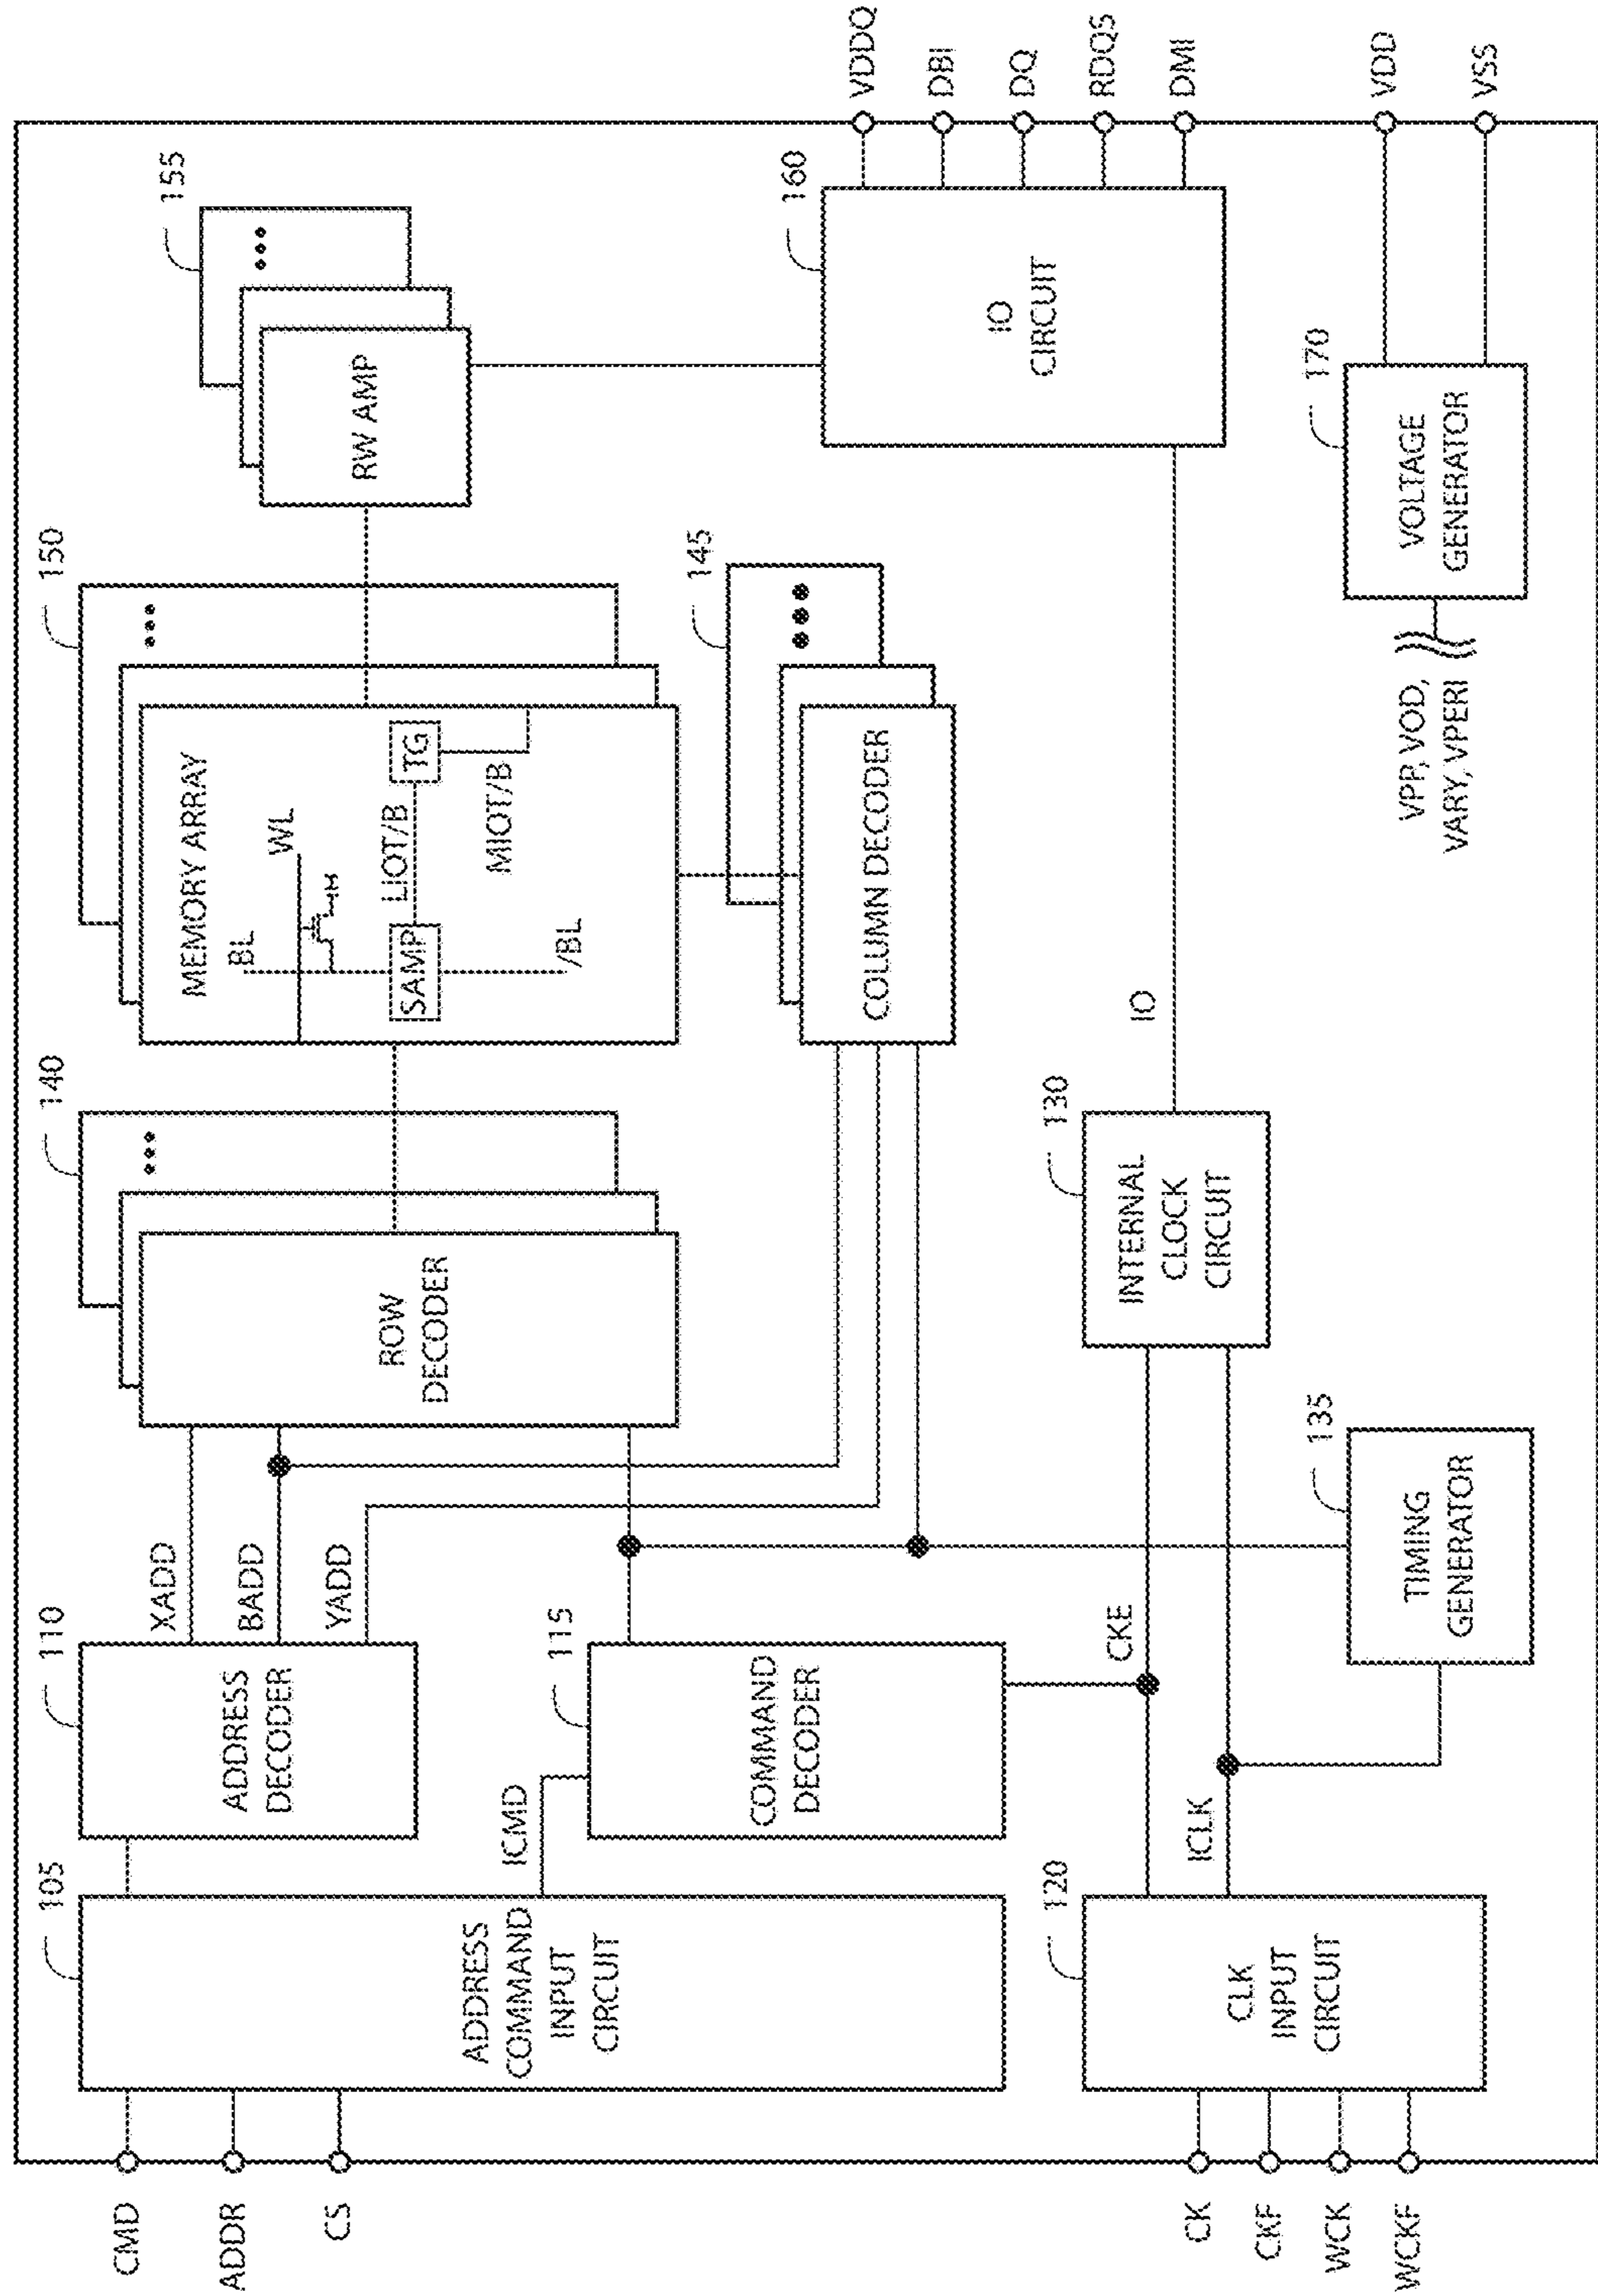 CMD
ADDR
CS
105
ADDRESS
COMMAND
INPUT
CIRCUIT
110
ADDRESS
DECODER
XADD
BADD
YADD
ICMD
115
COMMAND
DECODER
140
ROW
DECODER
150
MEMORY ARRAY
BL
WL
M
SAMP
LIOT/B
TG
MIOT/B
/BL
155
RW AMP
145
COLUMN DECODER
160
IO
CIRCUIT
VDDQ
DBI
DQ
RDQS
DMI
CK
CKF
WCK
WCKF
120
CLK
INPUT
CIRCUIT
CKE
ICLK
130
INTERNAL
CLOCK
CIRCUIT
IO
135
TIMING
GENERATOR
VPP, VOD,
VARY, VPERI
170
VOLTAGE
GENERATOR
VDD
VSS